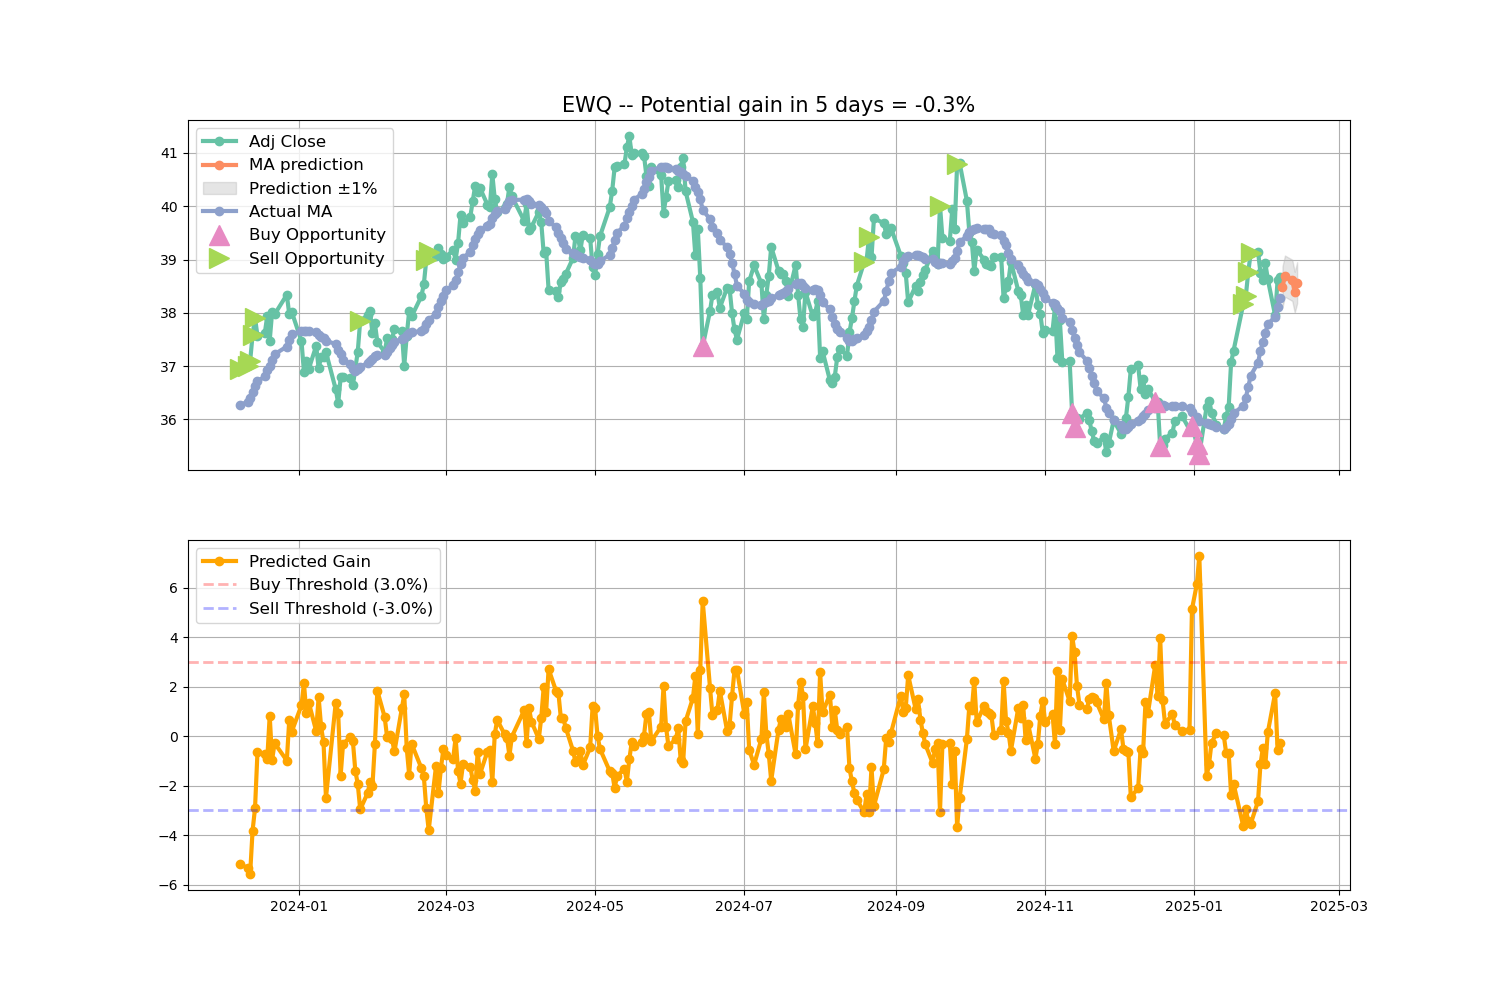 EWQ -- Potential gain in 5 days = -0.3%
41
40
39
38
37
36
Adj Close
MA prediction
Prediction ±1%
Actual MA
Buy Opportunity
Sell Opportunity
6
4
2
0
−2
−4
−6
Predicted Gain
Buy Threshold (3.0%)
Sell Threshold (-3.0%)
2024-01 2024-03 2024-05 2024-07 2024-09 2024-11 2025-01 2025-03